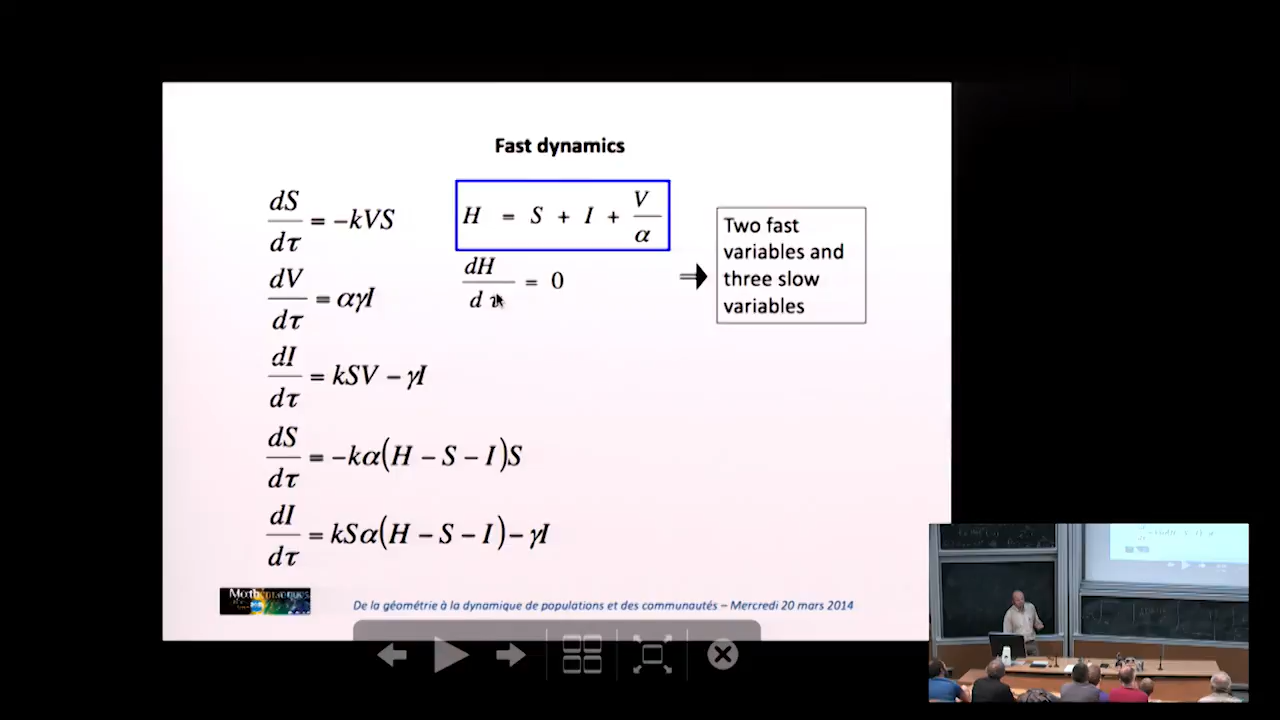 Fast dynamics
dS/dτ = −kVS
dV/dτ = αγI
dI/dτ = kSV − γI
dS/dτ = −kα(H − S − I)S
dI/dτ = kSα(H − S − I) − γI
H = S + I + V/α
dH/dτ = 0
⇒
Two fast
variables and
three slow
variables
De la géométrie à la dynamique de populations et des communautés – Mercredi 20 mars 2014